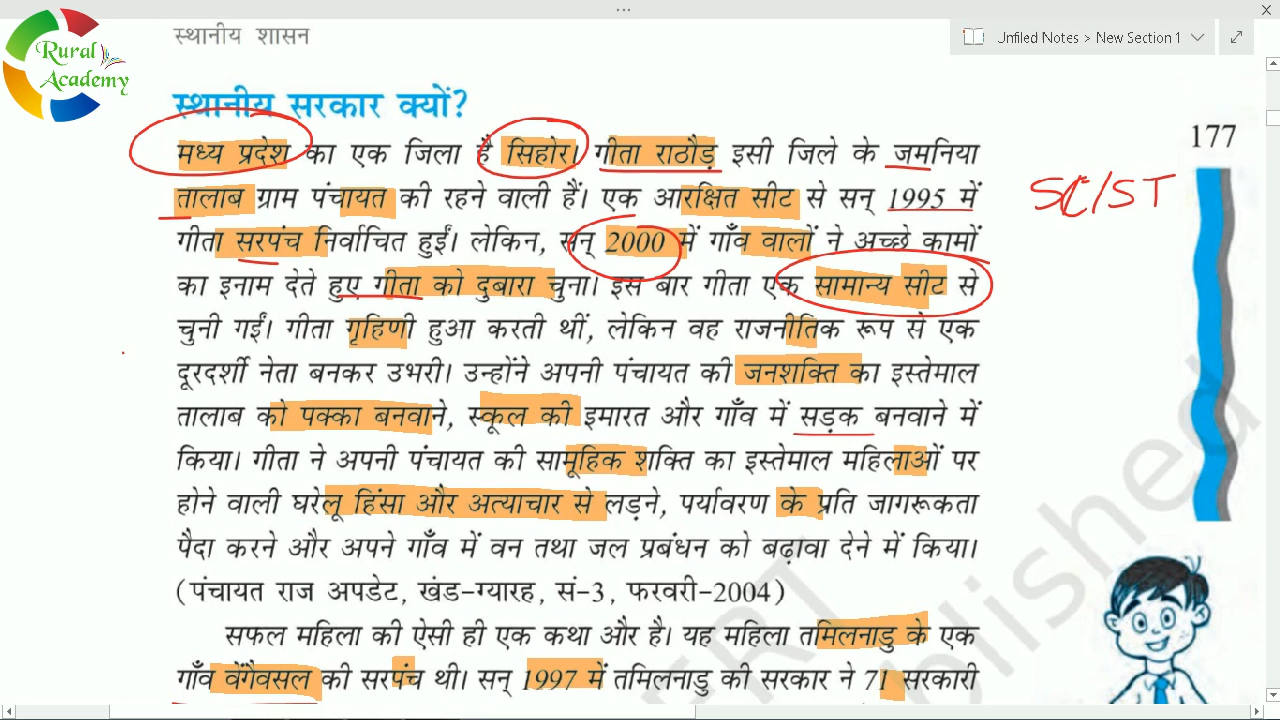 Rural
Academy
स्थानीय शासन
Unfiled Notes > New Section 1
स्थानीय सरकार क्यों?
177
SC/ST
मध्य प्रदेश का एक जिला है सिहोर। गीता राठौड़ इसी जिले के जमनिया
तालाब ग्राम पंचायत की रहने वाली हैं। एक आरक्षित सीट से सन् 1995 में
गीता सरपंच निर्वाचित हुईं। लेकिन, सन् 2000 में गाँव वालों ने अच्छे कामों
का इनाम देते हुए गीता को दुबारा चुना। इस बार गीता एक सामान्य सीट से
चुनी गईं। गीता गृहिणी हुआ करती थीं, लेकिन वह राजनीतिक रूप से एक
दूरदर्शी नेता बनकर उभरी। उन्होंने अपनी पंचायत की जनशक्ति का इस्तेमाल
तालाब को पक्का बनवाने, स्कूल की इमारत और गाँव में सड़क बनवाने में
किया। गीता ने अपनी पंचायत की सामूहिक शक्ति का इस्तेमाल महिलाओं पर
होने वाली घरेलू हिंसा और अत्याचार से लड़ने, पर्यावरण के प्रति जागरूकता
पैदा करने और अपने गाँव में वन तथा जल प्रबंधन को बढ़ावा देने में किया।
(पंचायत राज अपडेट, खंड-ग्यारह, सं-3, फरवरी-2004)
सफल महिला की ऐसी ही एक कथा और है। यह महिला तमिलनाडु के एक
गाँव वेंगैवसल की सरपंच थी। सन् 1997 में तमिलनाडु की सरकार ने 71 सरकारी